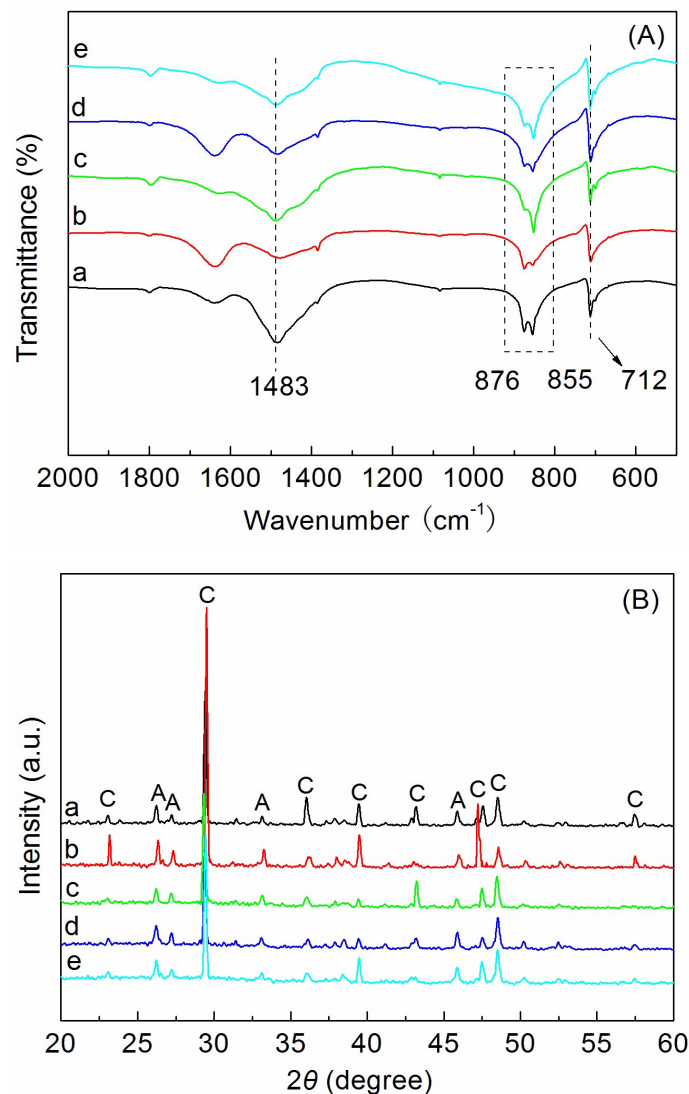 (A)
e
d
c
b
a
Transmittance (%)
1483
876
855
712
2000 1800 1600 1400 1200 1000 800 600
Wavenumber (cm⁻¹)
(B)
C
C A A A C C C A C C C
a
b
c
d
e
Intensity (a.u.)
20 25 30 35 40 45 50 55 60
2θ (degree)